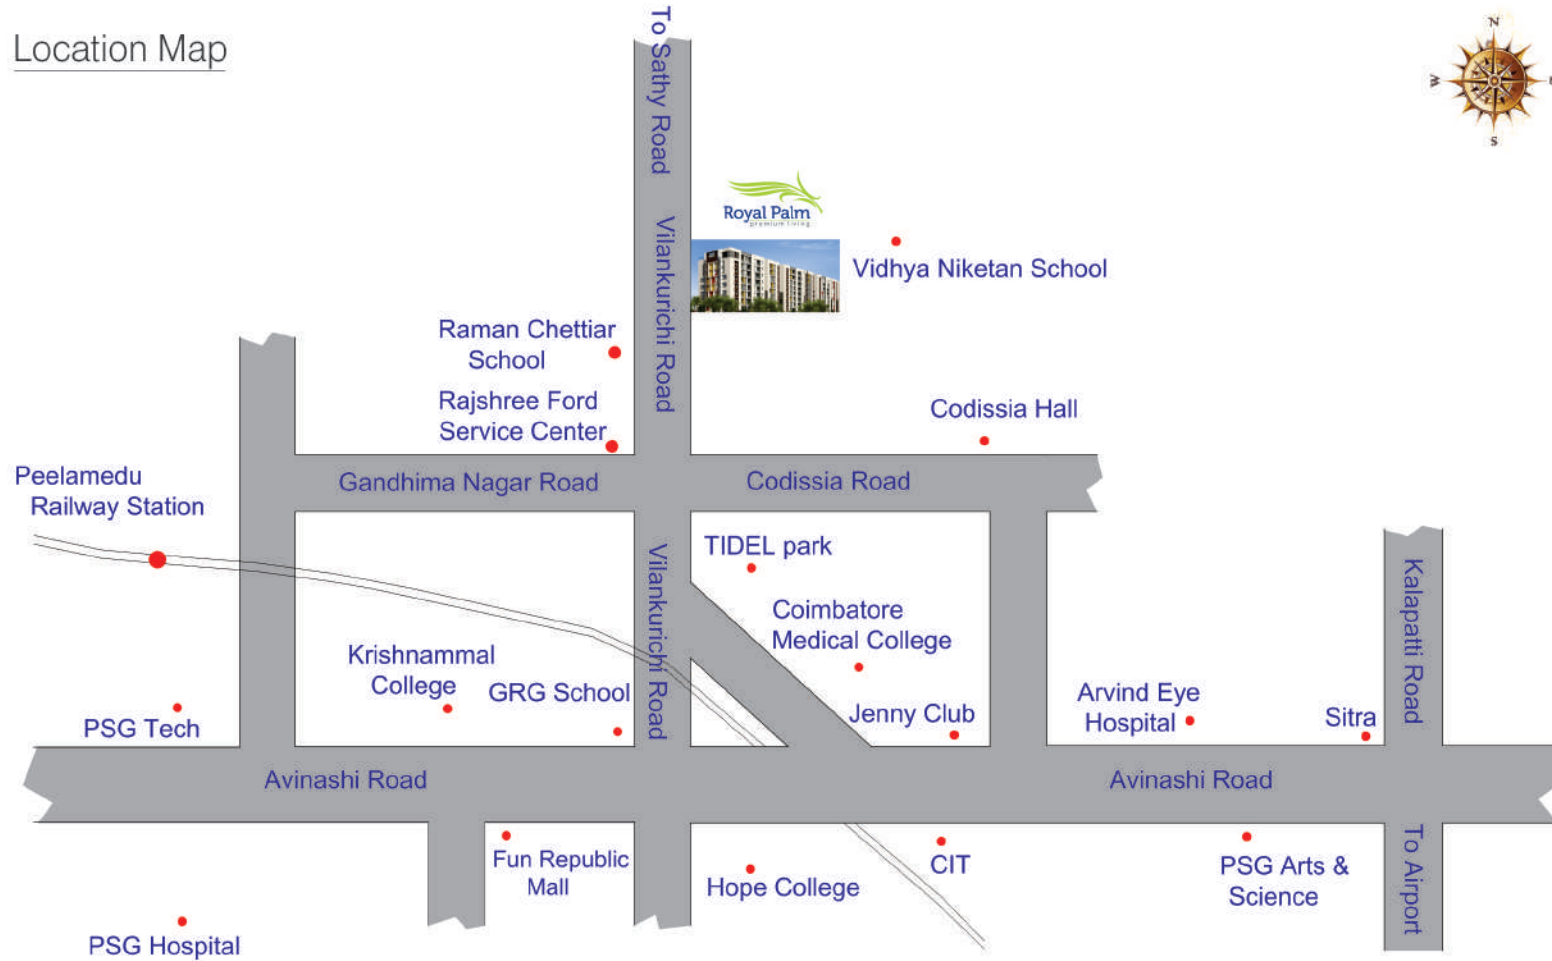 Location Map
To Sathy Road
N
W
S
Royal Palm
premium living
Vilankurichi Road
Vidhya Niketan School
Raman Chettiar
School
Rajshree Ford
Service Center
Codissia Hall
Peelamedu
Railway Station
Gandhima Nagar Road
Codissia Road
TIDEL park
Vilankurichi Road
Kalapatti Road
Coimbatore
Medical College
Krishnammal
College
GRG School
Jenny Club
Arvind Eye
Hospital
Sitra
PSG Tech
Avinashi Road
Avinashi Road
Fun Republic
Mall
Hope College
CIT
PSG Arts &
Science
To Airport
PSG Hospital